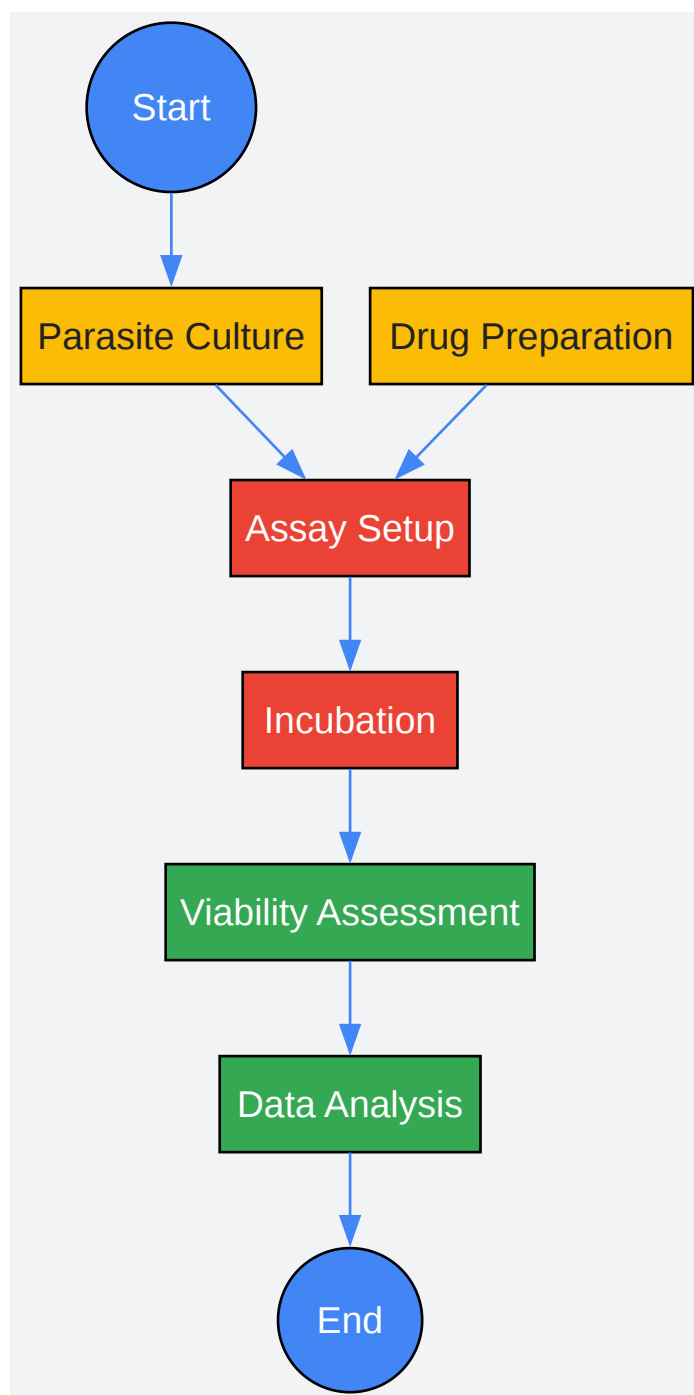 Start
Parasite Culture
Drug Preparation
Assay Setup
Incubation
Viability Assessment
Data Analysis
End